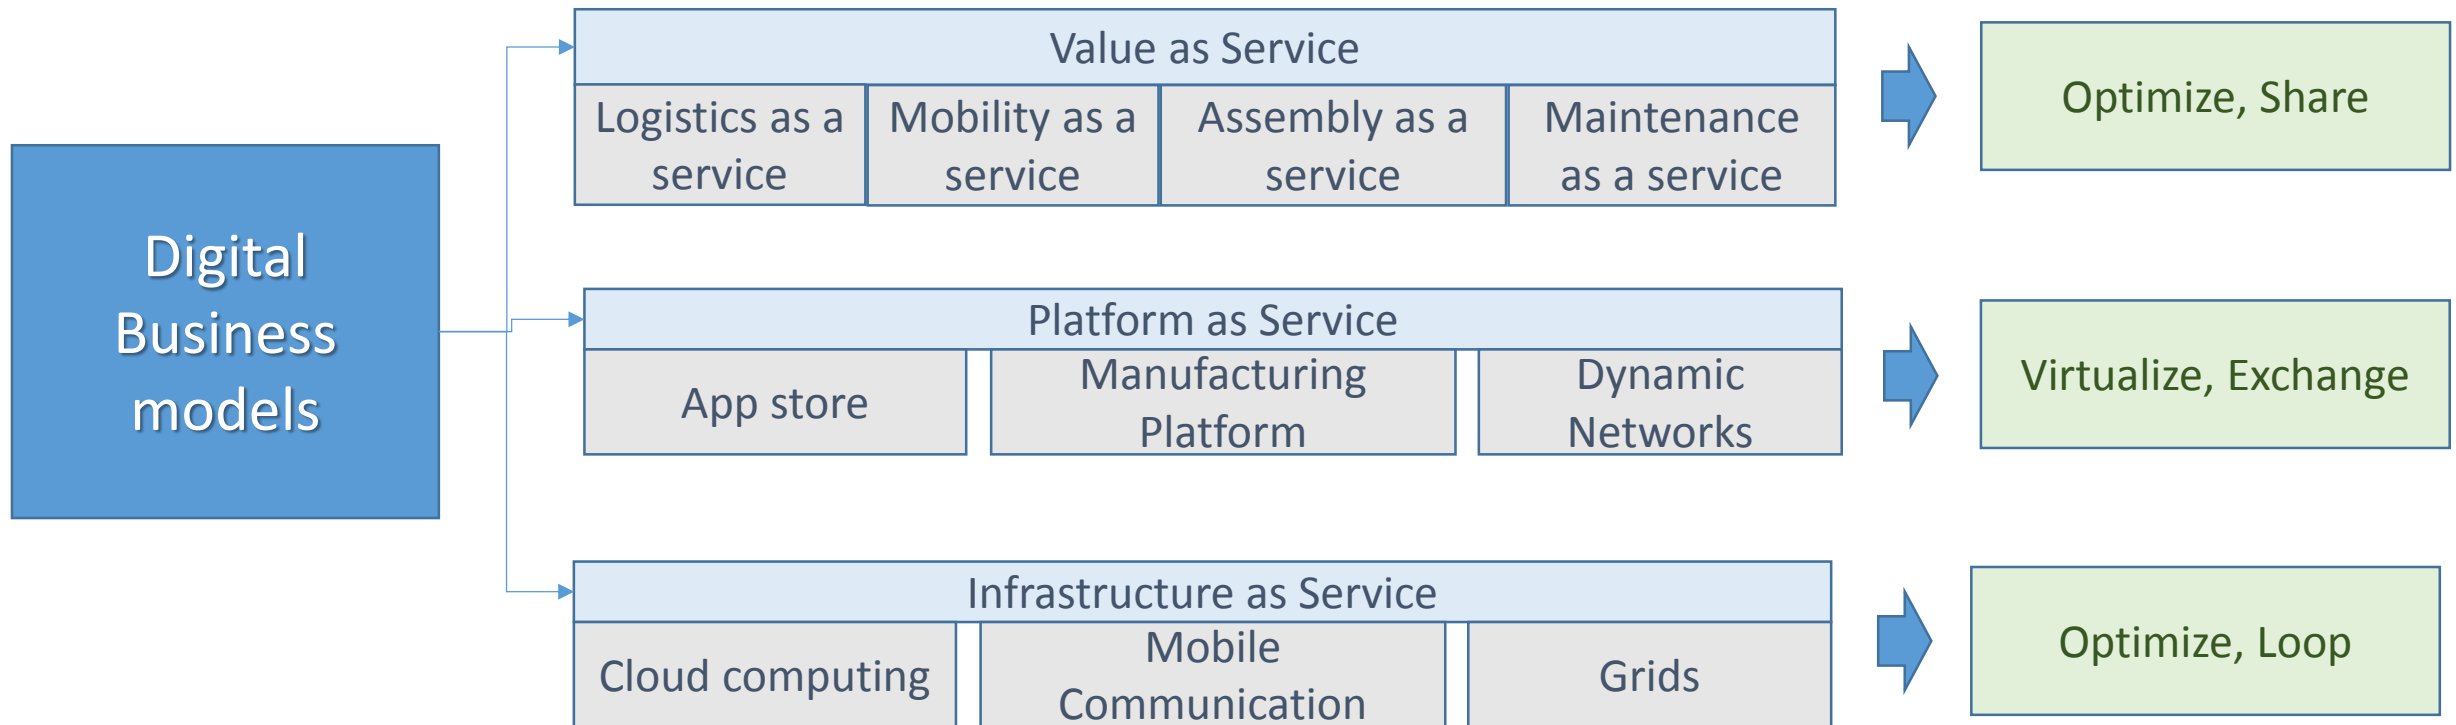 Digital
Business
models
Value as Service
Logistics as a
service
Mobility as a
service
Assembly as a
service
Maintenance
as a service
Optimize, Share
Platform as Service
App store
Manufacturing
Platform
Dynamic
Networks
Virtualize, Exchange
Infrastructure as Service
Cloud computing
Mobile
Communication
Grids
Optimize, Loop